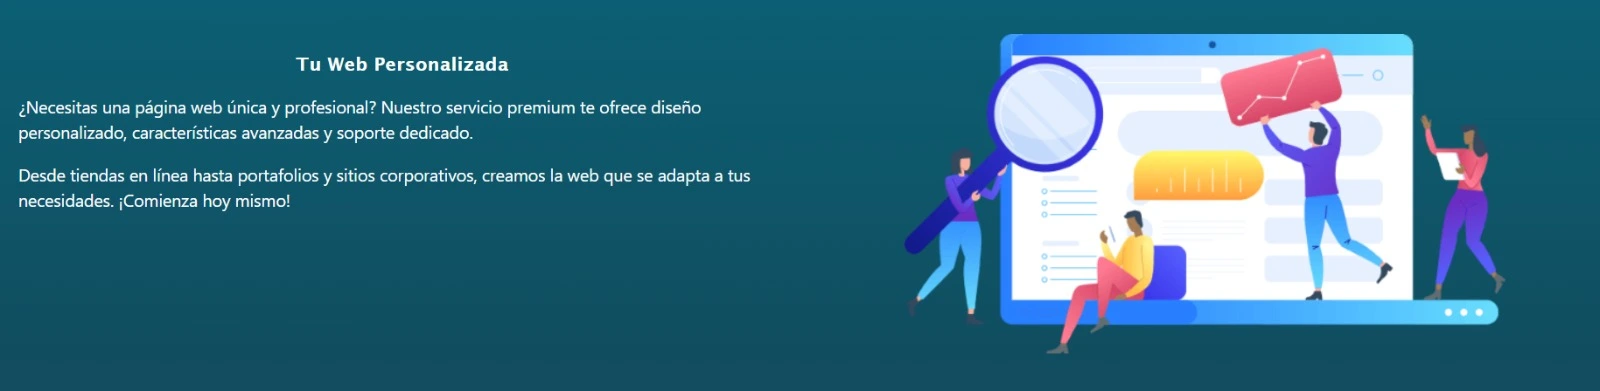 Tu Web Personalizada
¿Necesitas una página web única y profesional? Nuestro servicio premium te ofrece diseño
personalizado, características avanzadas y soporte dedicado.
Desde tiendas en línea hasta portafolios y sitios corporativos, creamos la web que se adapta a tus
necesidades. ¡Comienza hoy mismo!